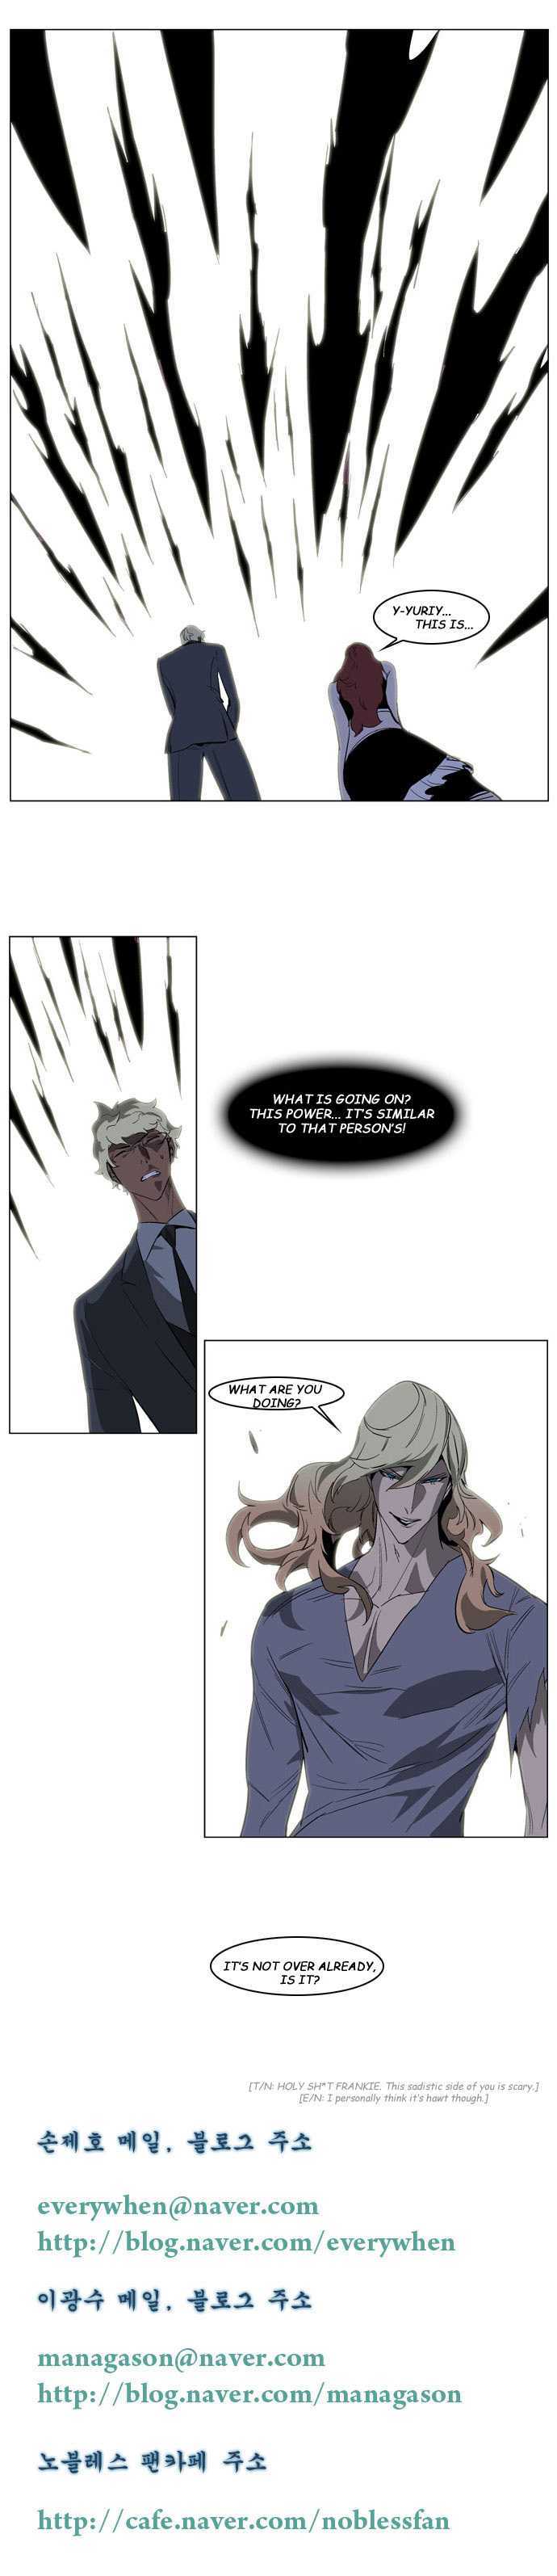 Y-YURIY...
THIS IS...
WHAT IS GOING ON?
THIS POWER... IT'S SIMILAR
TO THAT PERSON'S!
WHAT ARE YOU
DOING?
IT'S NOT OVER ALREADY,
IS IT?
[T/N: HOLY SH*T FRANKIE. This sadistic side of you is scary.]
[E/N: I personally think it's hawt though.]
손제호 메일, 블로그 주소
everywhen@naver.com
http://blog.naver.com/everywhen
이광수 메일, 블로그 주소
managason@naver.com
http://blog.naver.com/managason
노블레스 팬카페 주소
http://cafe.naver.com/noblessfan